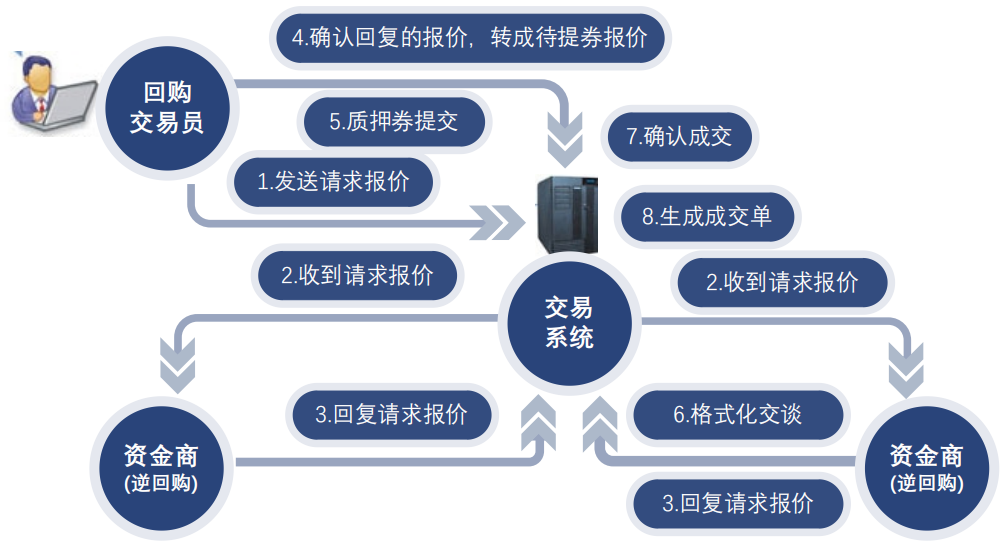 4.确认回复的报价，转成待提券报价
回购
交易员
5.质押券提交
7.确认成交
1.发送请求报价
8.生成成交单
2.收到请求报价
2.收到请求报价
交易
系统
3.回复请求报价
6.格式化交谈
资金商
(逆回购)
资金商
(逆回购)
3.回复请求报价